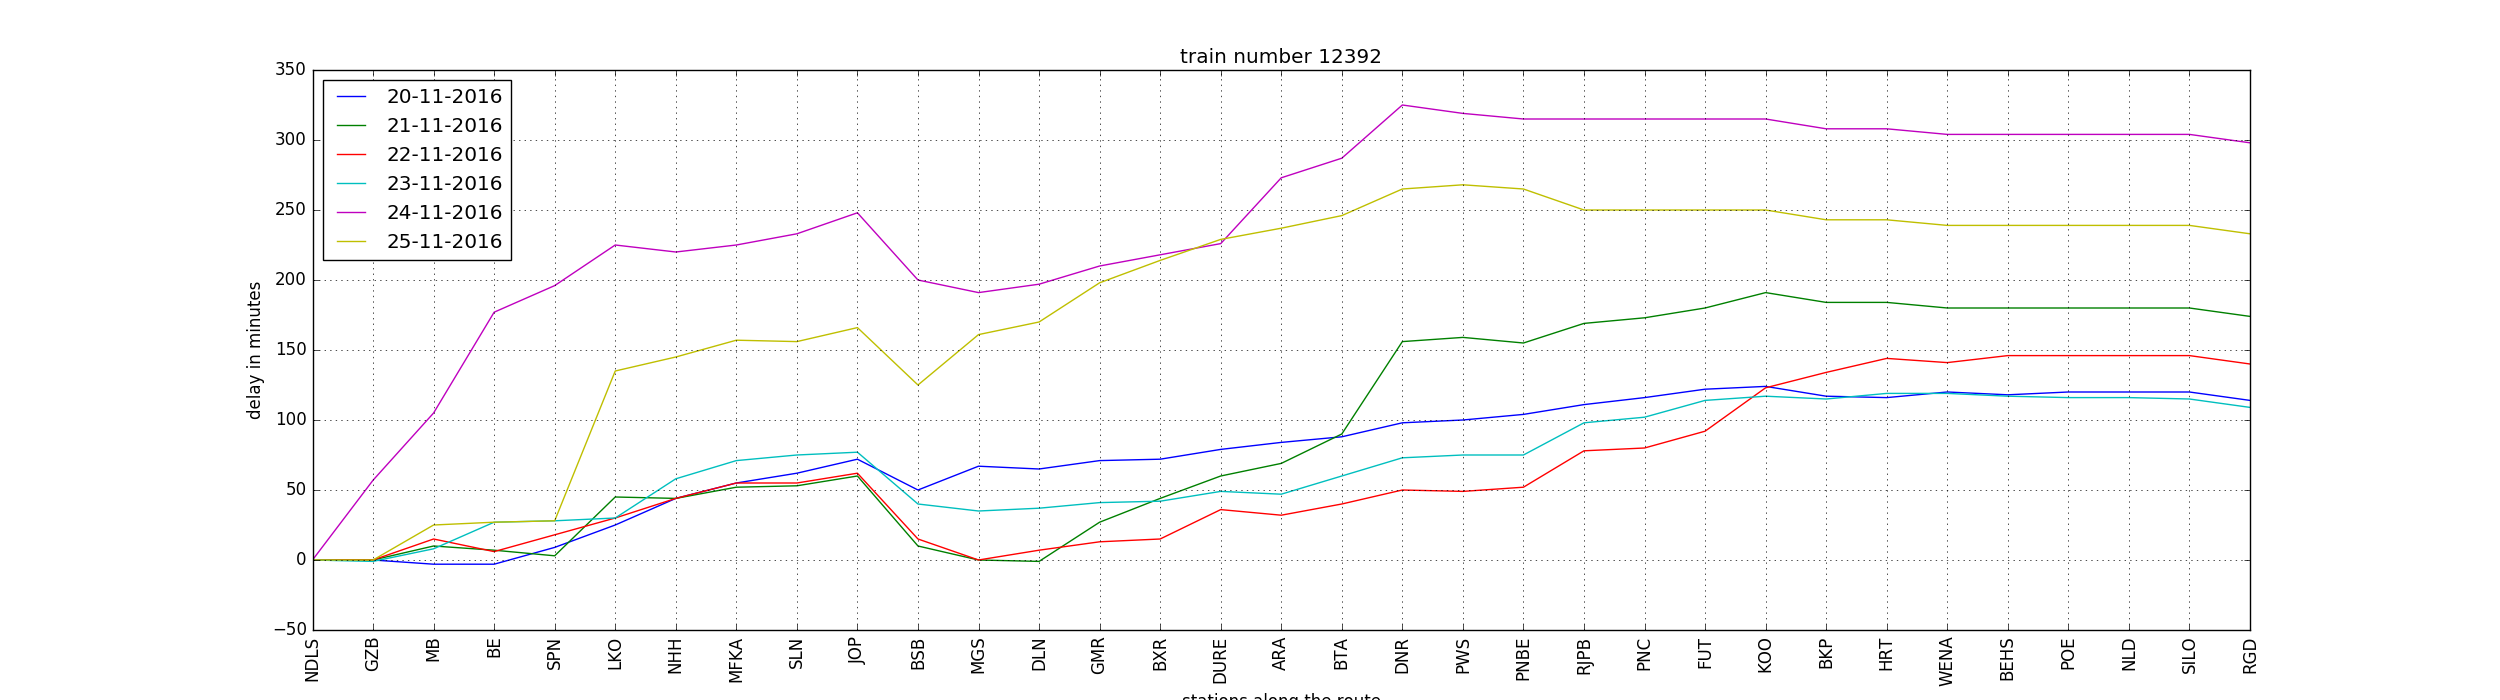 train number 12392
350
300
250
200
150
100
50
0
−50
delay in minutes
20-11-2016
21-11-2016
22-11-2016
23-11-2016
24-11-2016
25-11-2016
NDLS
GZB
MB
BE
SPN
LKO
NHH
MFKA
SLN
JOP
BSB
MGS
DLN
GMR
BXR
DURE
ARA
BTA
DNR
PWS
PNBE
RJPB
PNC
FUT
KOO
BKP
HRT
WENA
BEHS
POE
NLD
SILO
RGD
stations along the route